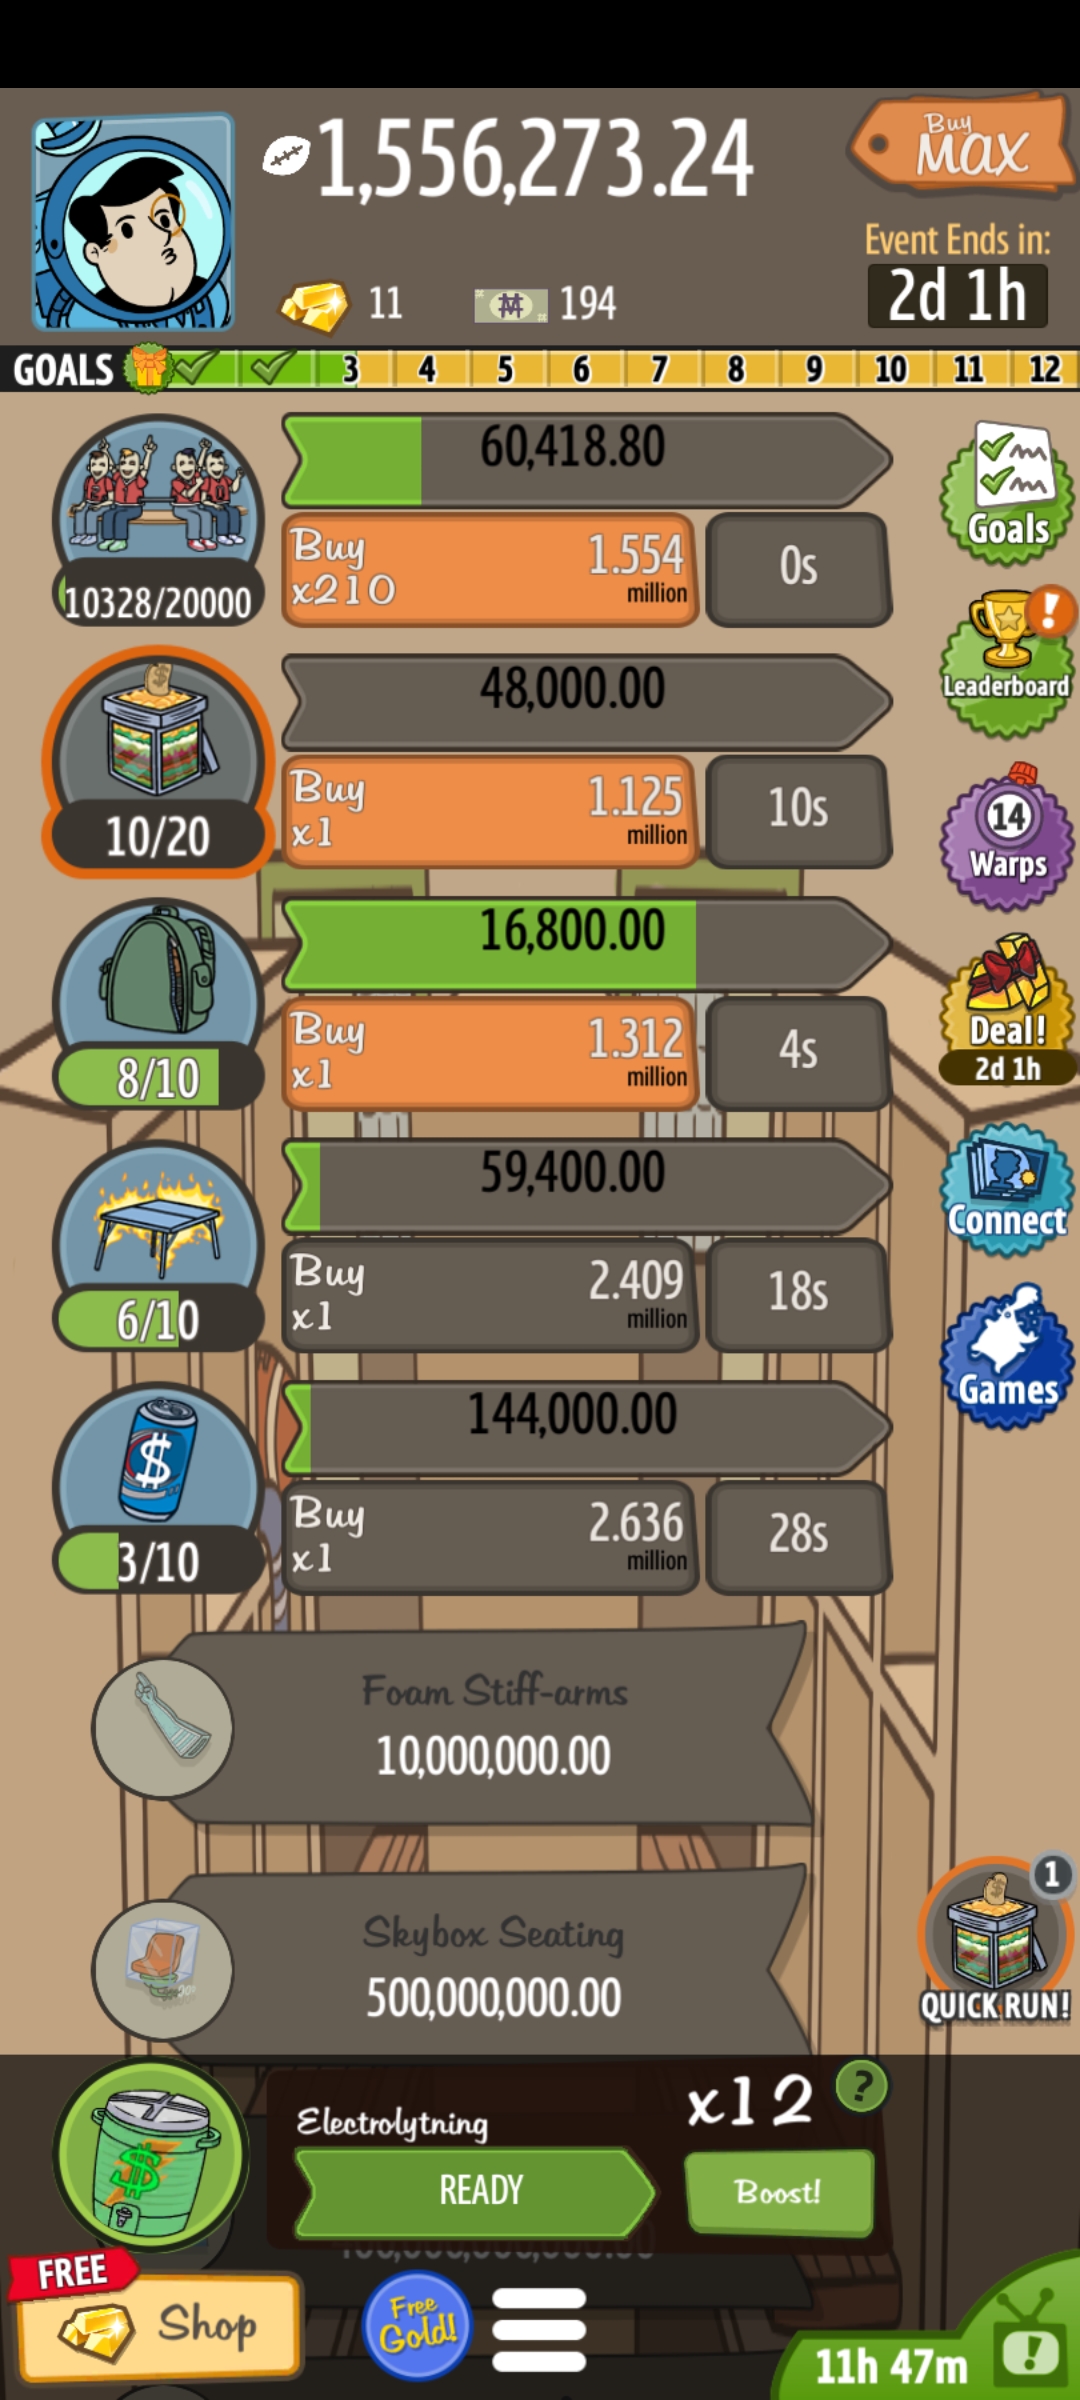 1,556,273.24
Buy
MAX
Event Ends in:
2d 1h
11
194
GOALS 3 4 5 6 7 8 9 10 11 12
60,418.80
Buy
x210
1.554
million
0s
10328/20000
Goals
48,000.00
Buy
x1
1.125
million
10s
10/20
Leaderboard
14
Warps
16,800.00
Buy
x1
1.312
million
4s
8/10
Deal!
2d 1h
59,400.00
Buy
x1
2.409
million
18s
6/10
Connect
144,000.00
Buy
x1
2.636
million
28s
3/10
Games
Foam Stiff-arms
10,000,000.00
Skybox Seating
500,000,000.00
1
QUICK RUN!
Electrolytning
x12
?
READY
Boost!
FREE
Shop
Free
Gold!
11h 47m